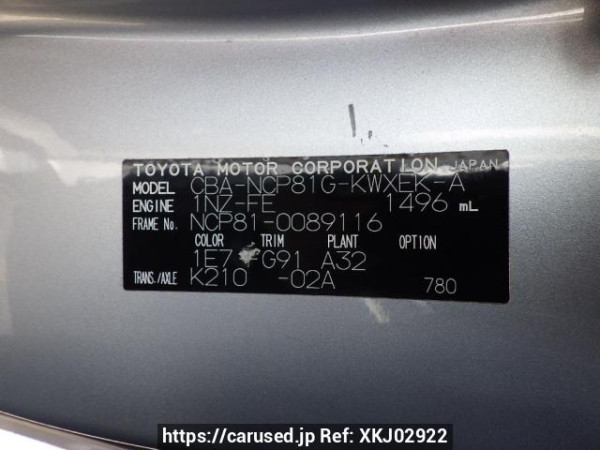 TOYOTA MOTOR CORPORATION JAPAN
MODEL CBA-NCP81G-KWXEK-A
ENGINE 1NZ-FE 1496 mL
FRAME No. NCP81-0089116
COLOR TRIM PLANT OPTION
1E7 FG91 A32
TRANS./AXLE K210 -02A 780
https://carused.jp Ref: XKJ02922